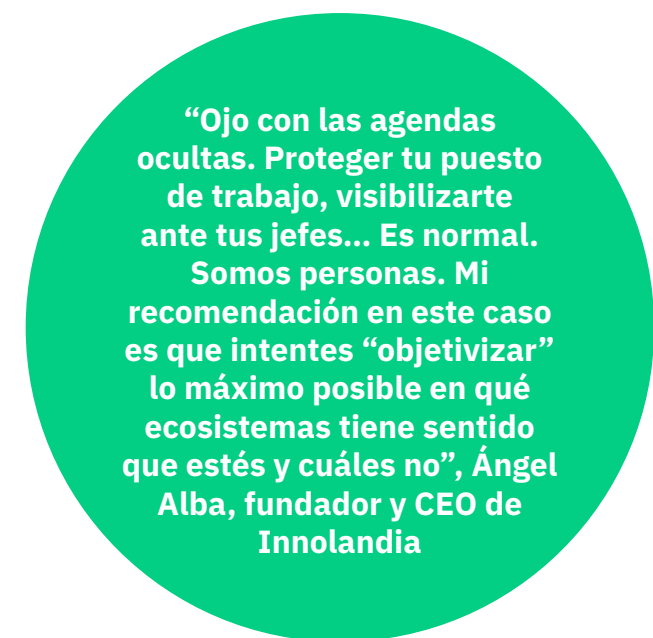 “Ojo con las agendas
ocultas. Proteger tu puesto
de trabajo, visibilizarte
ante tus jefes... Es normal.
Somos personas. Mi
recomendación en este caso
es que intentes “objetivizar”
lo máximo posible en qué
ecosistemas tiene sentido
que estés y cuáles no”, Ángel
Alba, fundador y CEO de
Innolandia